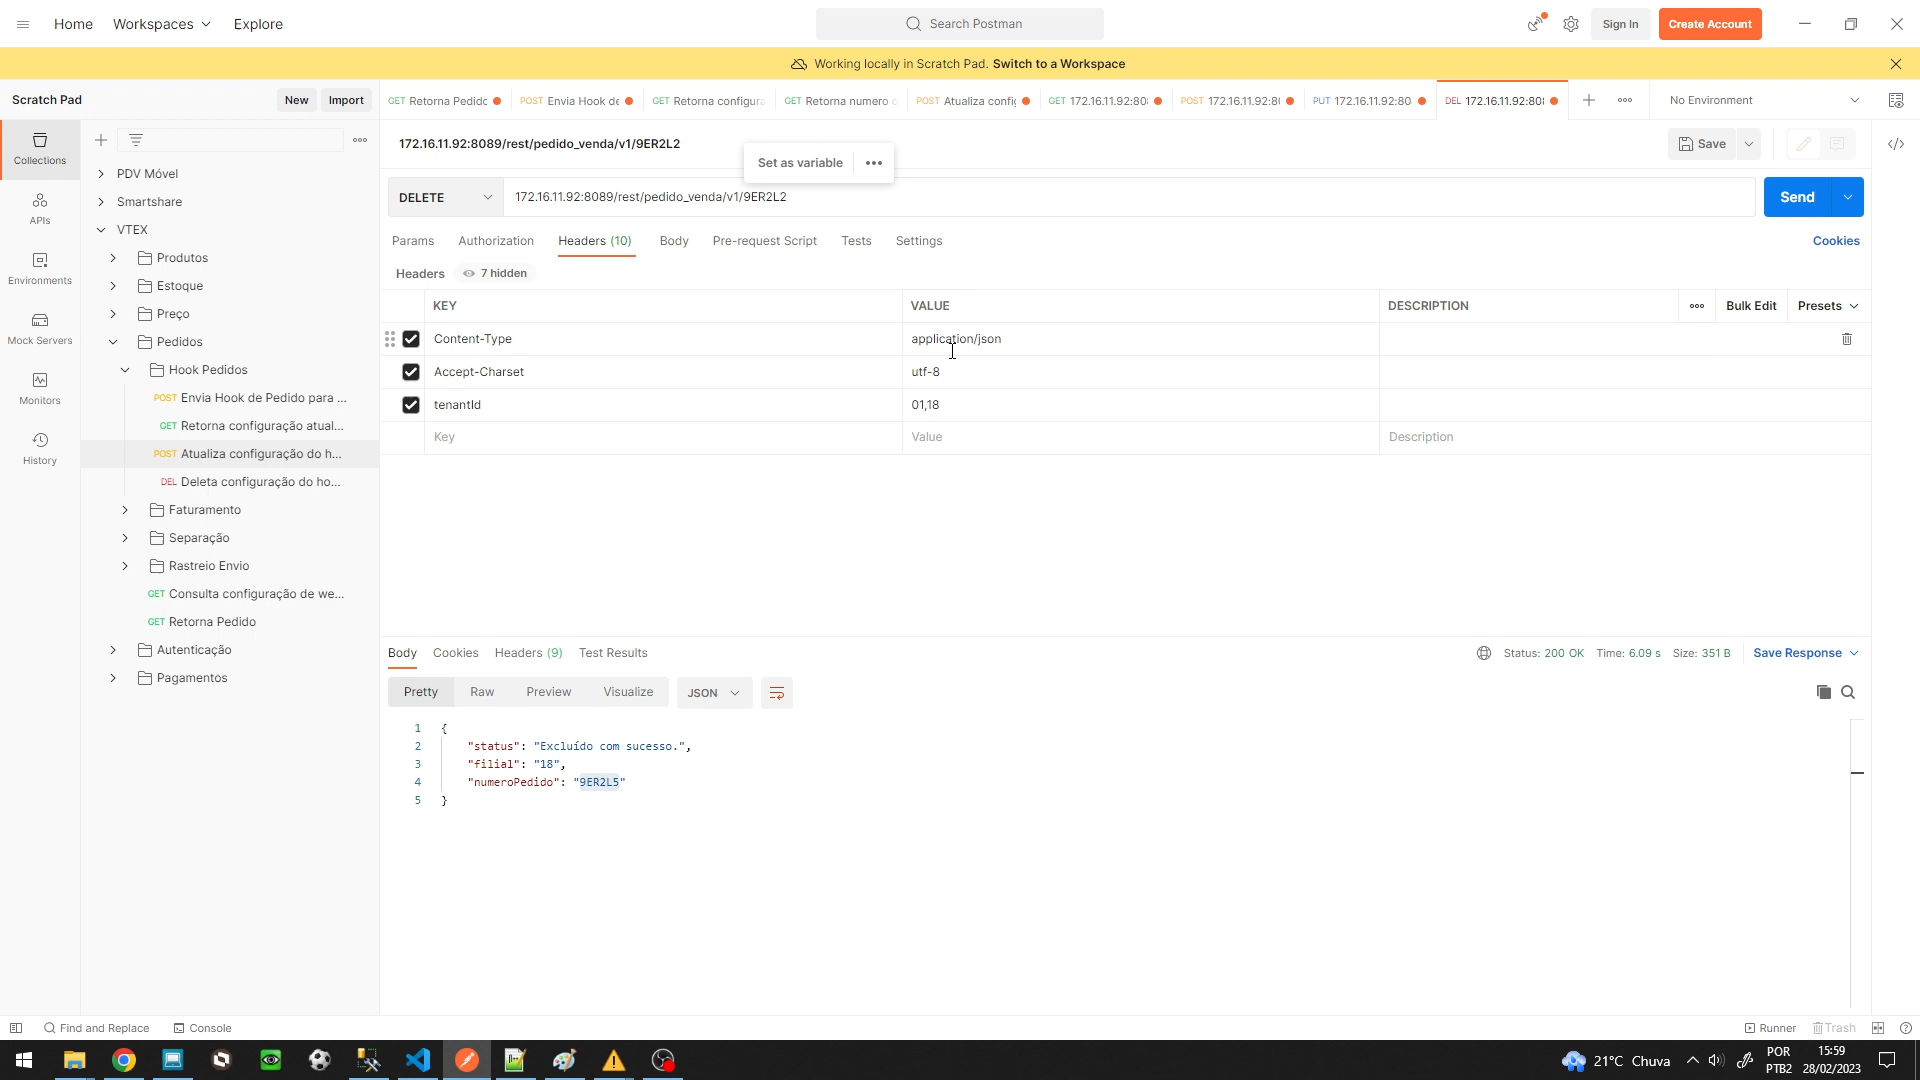 Home
Workspaces
Explore
Search Postman
Sign In
Create Account
Working locally in Scratch Pad. Switch to a Workspace
Scratch Pad
New
Import
GET Retorna Pedidc
POST Envia Hook de
GET Retorna configura
GET Retorna numero
POST Atualiza config
GET 172.16.11.92:80
POST 172.16.11.92:8
PUT 172.16.11.92:80
DEL 172.16.11.92:80
No Environment
Collections
APIs
Environments
Mock Servers
Monitors
History
PDV Móvel
Smartshare
VTEX
Produtos
Estoque
Preço
Pedidos
Hook Pedidos
POST Envia Hook de Pedido para ...
GET Retorna configuração atual...
POST Atualiza configuração do h...
DEL Deleta configuração do ho...
Faturamento
Separação
Rastreio Envio
GET Consulta configuração de we...
GET Retorna Pedido
Autenticação
Pagamentos
172.16.11.92:8089/rest/pedido_venda/v1/9ER2L2
Set as variable
Save
DELETE
172.16.11.92:8089/rest/pedido_venda/v1/9ER2L2
Send
Params
Authorization
Headers (10)
Body
Pre-request Script
Tests
Settings
Cookies
Headers
7 hidden
KEY
VALUE
DESCRIPTION
Bulk Edit
Presets
Content-Type
application/json
Accept-Charset
utf-8
tenantId
01,18
Key
Value
Description
Body
Cookies
Headers (9)
Test Results
Status: 200 OK
Time: 6.09 s
Size: 351 B
Save Response
Pretty
Raw
Preview
Visualize
JSON
1 {
2 "status": "Excluído com sucesso.",
3 "filial": "18",
4 "numeroPedido": "9ER2L5"
5 }
Find and Replace
Console
Runner
Trash
21°C Chuva
POR
PTB2
15:59
28/02/2023